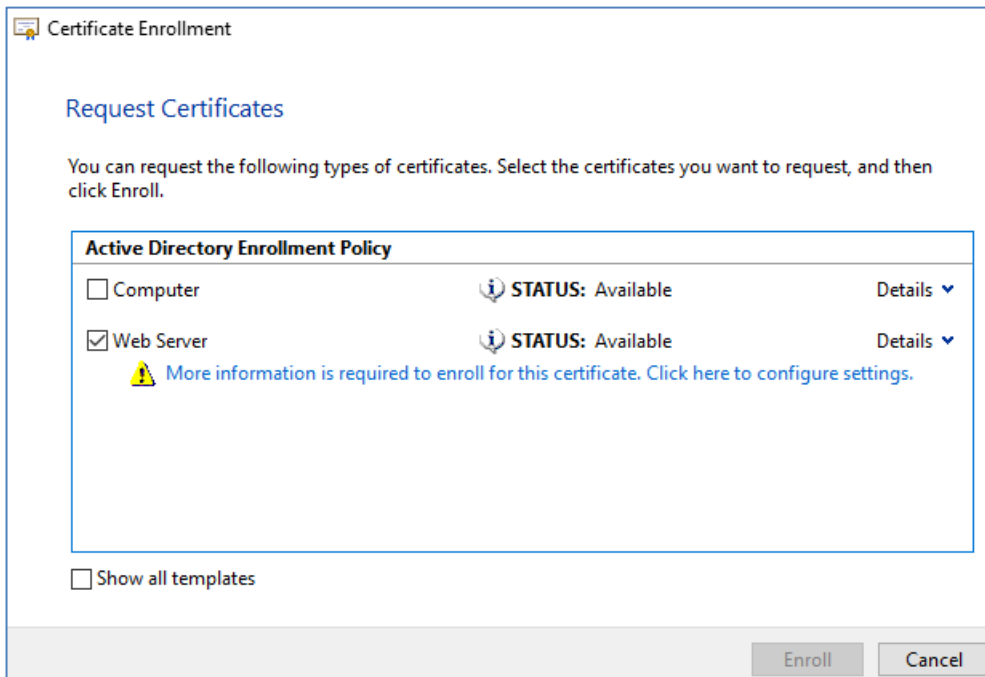 Certificate Enrollment
Request Certificates
You can request the following types of certificates. Select the certificates you want to request, and then
click Enroll.
Active Directory Enrollment Policy
Computer STATUS: Available Details
Web Server STATUS: Available Details
More information is required to enroll for this certificate. Click here to configure settings.
Show all templates
Enroll Cancel